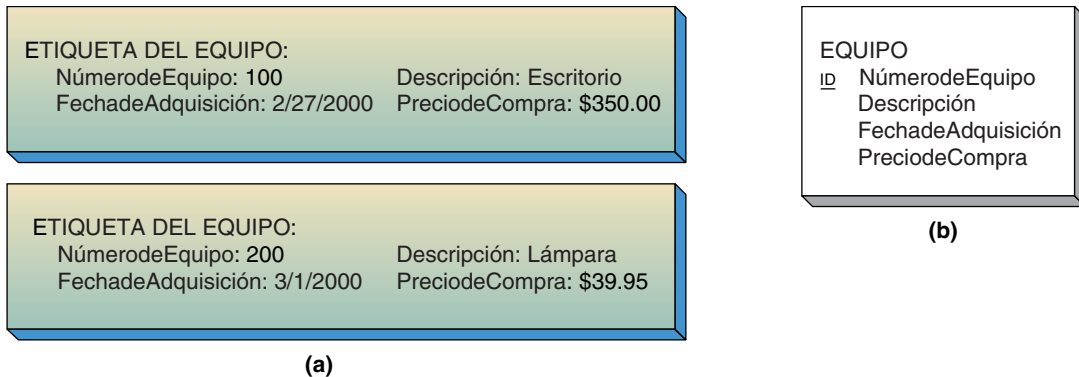 ETIQUETA DEL EQUIPO:
NúmerodeEquipo: 100 Descripción: Escritorio
FechadeAdquisición: 2/27/2000 PreciodeCompra: $350.00
ETIQUETA DEL EQUIPO:
NúmerodeEquipo: 200 Descripción: Lámpara
FechadeAdquisición: 3/1/2000 PreciodeCompra: $39.95
(a)
EQUIPO
ID NúmerodeEquipo
Descripción
FechadeAdquisición
PreciodeCompra
(b)